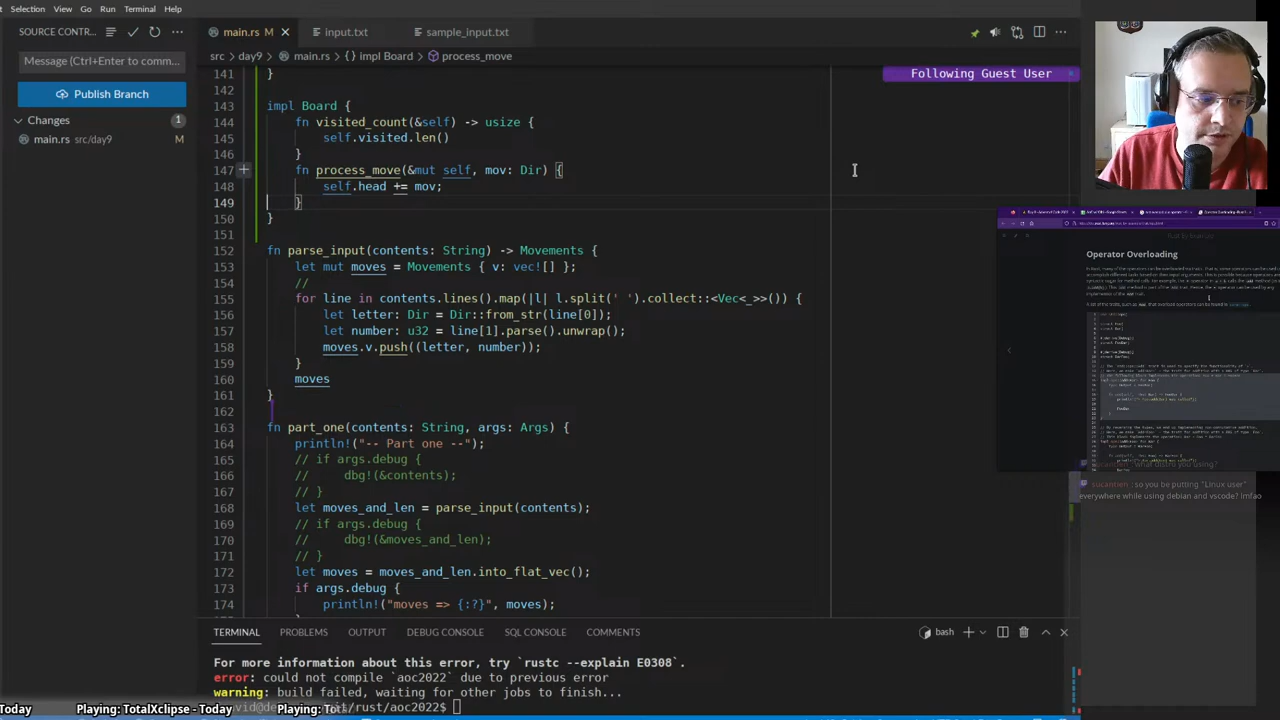 Selection View Go Run Terminal Help
SOURCE CONTR...
Message (Ctrl+Enter to comm...
Publish Branch
Changes 1
main.rs src/day9 M
main.rs M
input.txt
sample_input.txt
src > day9 > main.rs > {} impl Board > process_move
Following Guest User
141 }
142
143 impl Board {
144 fn visited_count(&self) -> usize {
145 self.visited.len()
146 }
147 fn process_move(&mut self, mov: Dir) {
148 self.head += mov;
149 }
150 }
151
152 fn parse_input(contents: String) -> Movements {
153 let mut moves = Movements { v: vec![] };
154 //
155 for line in contents.lines().map(|l| l.split(' ').collect::<Vec<_>>()) {
156 let letter: Dir = Dir::from_str(line[0]);
157 let number: u32 = line[1].parse().unwrap();
158 moves.v.push((letter, number));
159 }
160 moves
161 }
162
163 fn part_one(contents: String, args: Args) {
164 println!("-- Part one --");
165 // if args.debug {
166 // dbg!(&contents);
167 // }
168 let moves_and_len = parse_input(contents);
169 // if args.debug {
170 // dbg!(&moves_and_len);
171 // }
172 let moves = moves_and_len.into_flat_vec();
173 if args.debug {
174 println!("moves => {:?}", moves);
Operator Overloading
sucantien : what distro you using?
sucantien : so you be putting "Linux user"
everywhere while using debian and vscode? lmfao
TERMINAL PROBLEMS OUTPUT DEBUG CONSOLE SQL CONSOLE COMMENTS
bash
For more information about this error, try `rustc --explain E0308`.
error: could not compile `aoc2022` due to previous error
warning: build failed, waiting for other jobs to finish...
/rust/aoc2022$
Today Playing: TotalXclipse - Today Playing: Tot